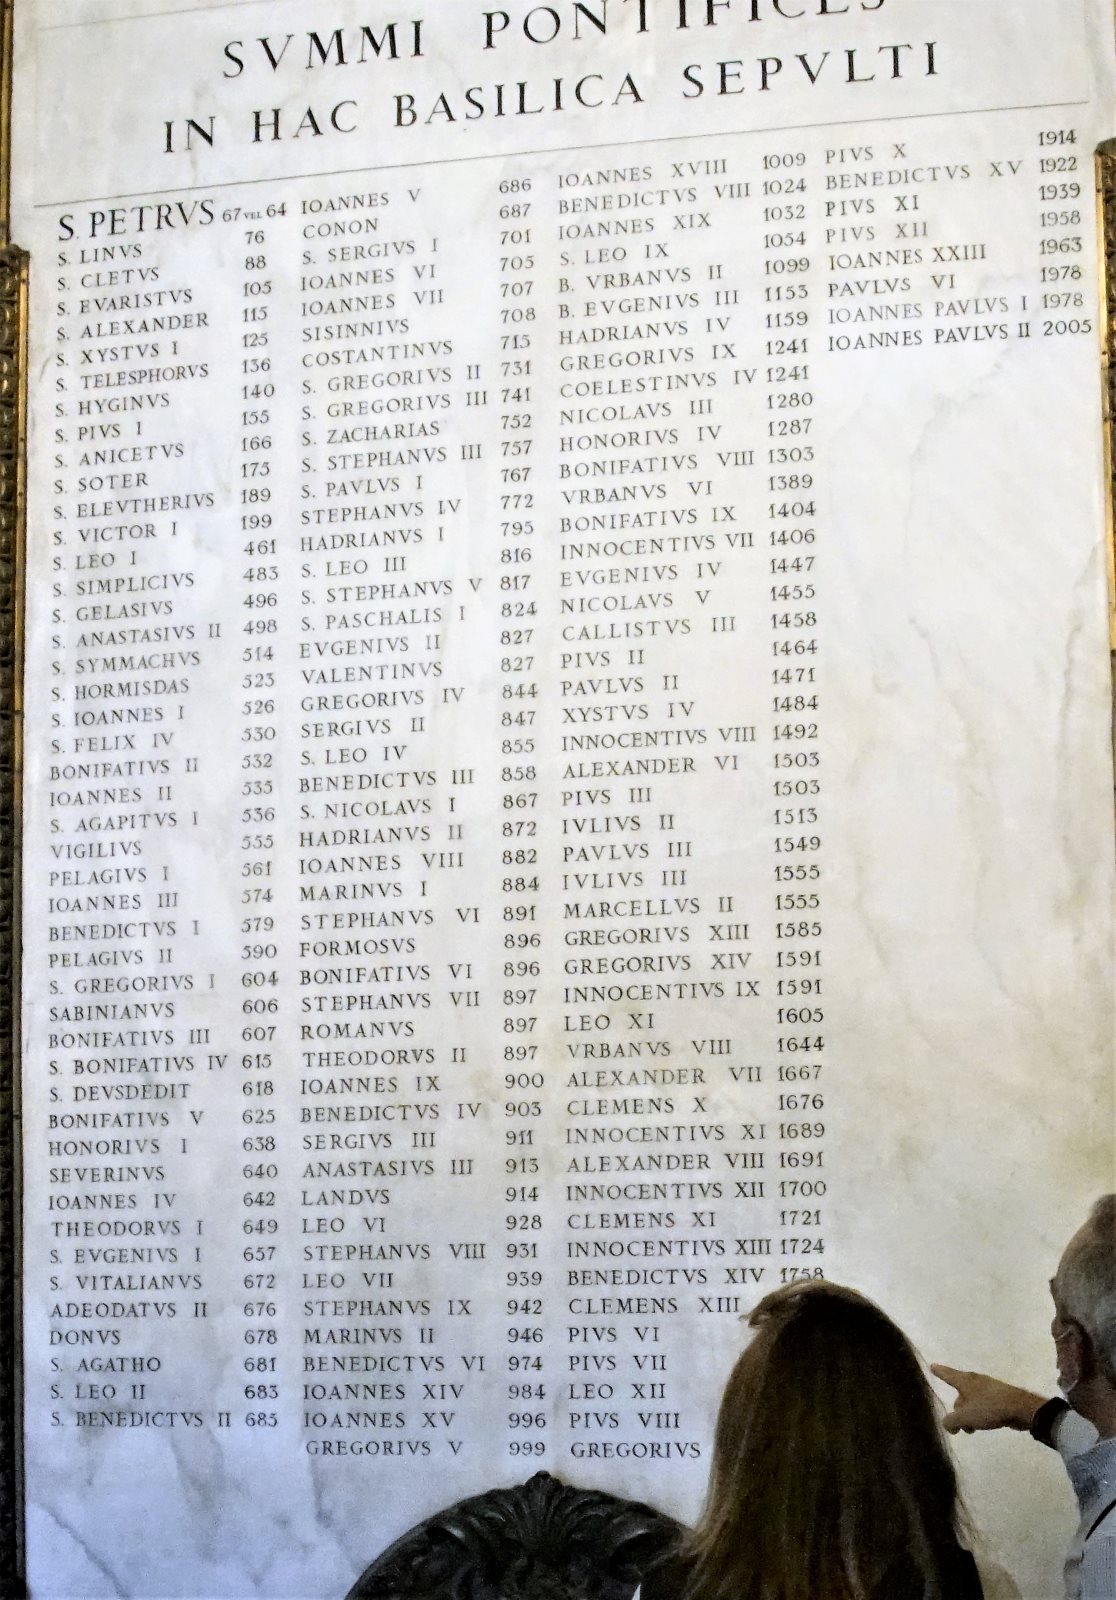 SVMMI PONTIFICES
IN HAC BASILICA SEPVLTI
S. PETRVS 67 VEL 64
S. LINVS 76
S. CLETVS 88
S. EVARISTVS 105
S. ALEXANDER 115
S. XYSTVS I 125
S. TELESPHORVS 136
S. HYGINVS 140
S. PIVS I 155
S. ANICETVS 166
S. SOTER 175
S. ELEVTHERIVS 189
S. VICTOR I 199
S. LEO I 461
S. SIMPLICIVS 483
S. GELASIVS 496
S. ANASTASIVS II 498
S. SYMMACHVS 514
S. HORMISDAS 523
S. IOANNES I 526
S. FELIX IV 530
BONIFATIVS II 532
IOANNES II 535
S. AGAPITVS I 536
VIGILIVS 555
PELAGIVS I 561
IOANNES III 574
BENEDICTVS I 579
PELAGIVS II 590
S. GREGORIVS I 604
SABINIANVS 606
BONIFATIVS III 607
S. BONIFATIVS IV 615
S. DEVSDEDIT 618
BONIFATIVS V 625
HONORIVS I 638
SEVERINVS 640
IOANNES IV 642
THEODORVS I 649
S. EVGENIVS I 657
S. VITALIANVS 672
ADEODATVS II 676
DONVS 678
S. AGATHO 681
S. LEO II 683
S. BENEDICTVS II 685
IOANNES V 686
CONON 687
S. SERGIVS I 701
IOANNES VI 705
IOANNES VII 707
SISINNIVS 708
COSTANTINVS 715
S. GREGORIVS II 731
S. GREGORIVS III 741
S. ZACHARIAS 752
S. STEPHANVS III 757
S. PAVLVS I 767
STEPHANVS IV 772
HADRIANVS I 795
S. LEO III 816
S. STEPHANVS V 817
S. PASCHALIS I 824
EVGENIVS II 827
VALENTINVS 827
GREGORIVS IV 844
SERGIVS II 847
S. LEO IV 855
BENEDICTVS III 858
S. NICOLAVS I 867
HADRIANVS II 872
IOANNES VIII 882
MARINVS I 884
STEPHANVS VI 891
FORMOSVS 896
BONIFATIVS VI 896
STEPHANVS VII 897
ROMANVS 897
THEODORVS II 897
IOANNES IX 900
BENEDICTVS IV 903
SERGIVS III 911
ANASTASIVS III 913
LANDVS 914
LEO VI 928
STEPHANVS VIII 931
LEO VII 939
STEPHANVS IX 942
MARINVS II 946
BENEDICTVS VI 974
IOANNES XIV 984
IOANNES XV 996
GREGORIVS V 999
IOANNES XVIII 1009
BENEDICTVS VIII 1024
IOANNES XIX 1032
S. LEO IX 1054
B. VRBANVS II 1099
B. EVGENIVS III 1153
HADRIANVS IV 1159
GREGORIVS IX 1241
COELESTINVS IV 1241
NICOLAVS III 1280
HONORIVS IV 1287
BONIFATIVS VIII 1303
VRBANVS VI 1389
BONIFATIVS IX 1404
INNOCENTIVS VII 1406
EVGENIVS IV 1447
NICOLAVS V 1455
CALLISTVS III 1458
PIVS II 1464
PAVLVS II 1471
XYSTVS IV 1484
INNOCENTIVS VIII 1492
ALEXANDER VI 1503
PIVS III 1503
IVLIVS II 1513
PAVLVS III 1549
IVLIVS III 1555
MARCELLVS II 1555
GREGORIVS XIII 1585
GREGORIVS XIV 1591
INNOCENTIVS IX 1591
LEO XI 1605
VRBANVS VIII 1644
ALEXANDER VII 1667
CLEMENS X 1676
INNOCENTIVS XI 1689
ALEXANDER VIII 1691
INNOCENTIVS XII 1700
CLEMENS XI 1721
INNOCENTIVS XIII 1724
BENEDICTVS XIV 1758
CLEMENS XIII
PIVS VI
PIVS VII
LEO XII
PIVS VIII
GREGORIVS
PIVS X 1914
BENEDICTVS XV 1922
PIVS XI 1939
PIVS XII 1958
IOANNES XXIII 1963
PAVLVS VI 1978
IOANNES PAVLVS I 1978
IOANNES PAVLVS II 2005